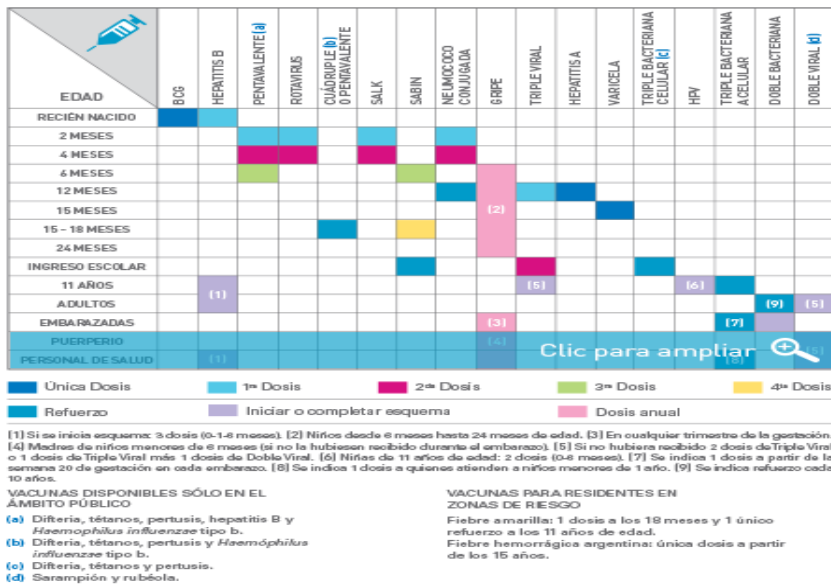 EDAD
BCG
HEPATITIS B
PENTAVALENTE (a)
ROTAVIRUS
CUÁDRUPLE (b)
O PENTAVALENTE
SALK
SABIN
NEUMOCOCO
CONJUGADA
GRIPE
TRIPLE VIRAL
HEPATITIS A
VARICELA
TRIPLE BACTERIANA
CELULAR (c)
HPV
TRIPLE BACTERIANA
ACELULAR
DOBLE BACTERIANA
DOBLE VIRAL (d)
RECIÉN NACIDO
2 MESES
4 MESES
6 MESES
12 MESES
15 MESES
(2)
15 - 18 MESES
24 MESES
INGRESO ESCOLAR
11 AÑOS
(1) (5) (6)
ADULTOS
(9) (5)
EMBARAZADAS
(3) (7)
PUERPERIO
(4)
Clic para ampliar
(5)
PERSONAL DE SALUD
(1) (8)
Única Dosis
1ra Dosis
2da Dosís
3ra Dosis
4ta Dosis
Refuerzo
Iniciar o completar esquema
Dosis anual
(1) Si se inicia esquema: 3 dosis (0-1-6 meses). (2) Niños desde 6 meses hasta 24 meses de edad. (3) En cualquier trimestre de la gestación.
(4) Madres de niños menores de 6 meses (si no la hubiesen recibido durante el embarazo). (5) Si no hubiera recibido 2 dosis de Triple Viral
o 1 dosis de Triple Viral más 1 dosis de Doble Viral. (6) Niñas de 11 años de edad: 2 dosis (0-6 meses). (7) Se indica 1 dosis a partir de la
semana 20 de gestación en cada embarazo. (8) Se indica 1 dosis a quienes atienden a niños menores de 1 año. (9) Se indica refuerzo cada
10 años.
VACUNAS DISPONIBLES SÓLO EN EL
ÁMBITO PÚBLICO
(a) Difteria, tétanos, pertusis, hepatitis B y
Haemophilus influenzae tipo b.
(b) Difteria, tétanos, pertusis y Haemóphilus
influenzae tipo b.
(c) Difteria, tétanos y pertusis.
(d) Sarampión y rubéola.
VACUNAS PARA RESIDENTES EN
ZONAS DE RIESGO
Fiebre amarilla: 1 dosis a los 18 meses y 1 único
refuerzo a los 11 años de edad.
Fiebre hemorrágica argentina: única dosis a partir
de los 15 años.